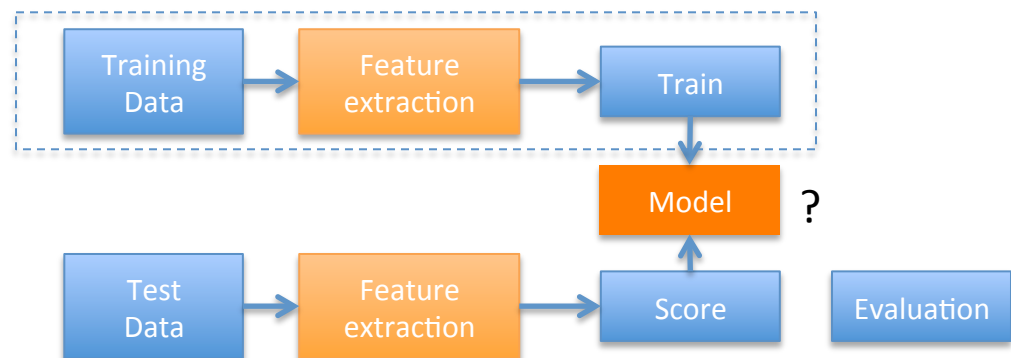 Training
Data
Feature
extraction
Train
Model
?
Test
Data
Feature
extraction
Score
Evaluation